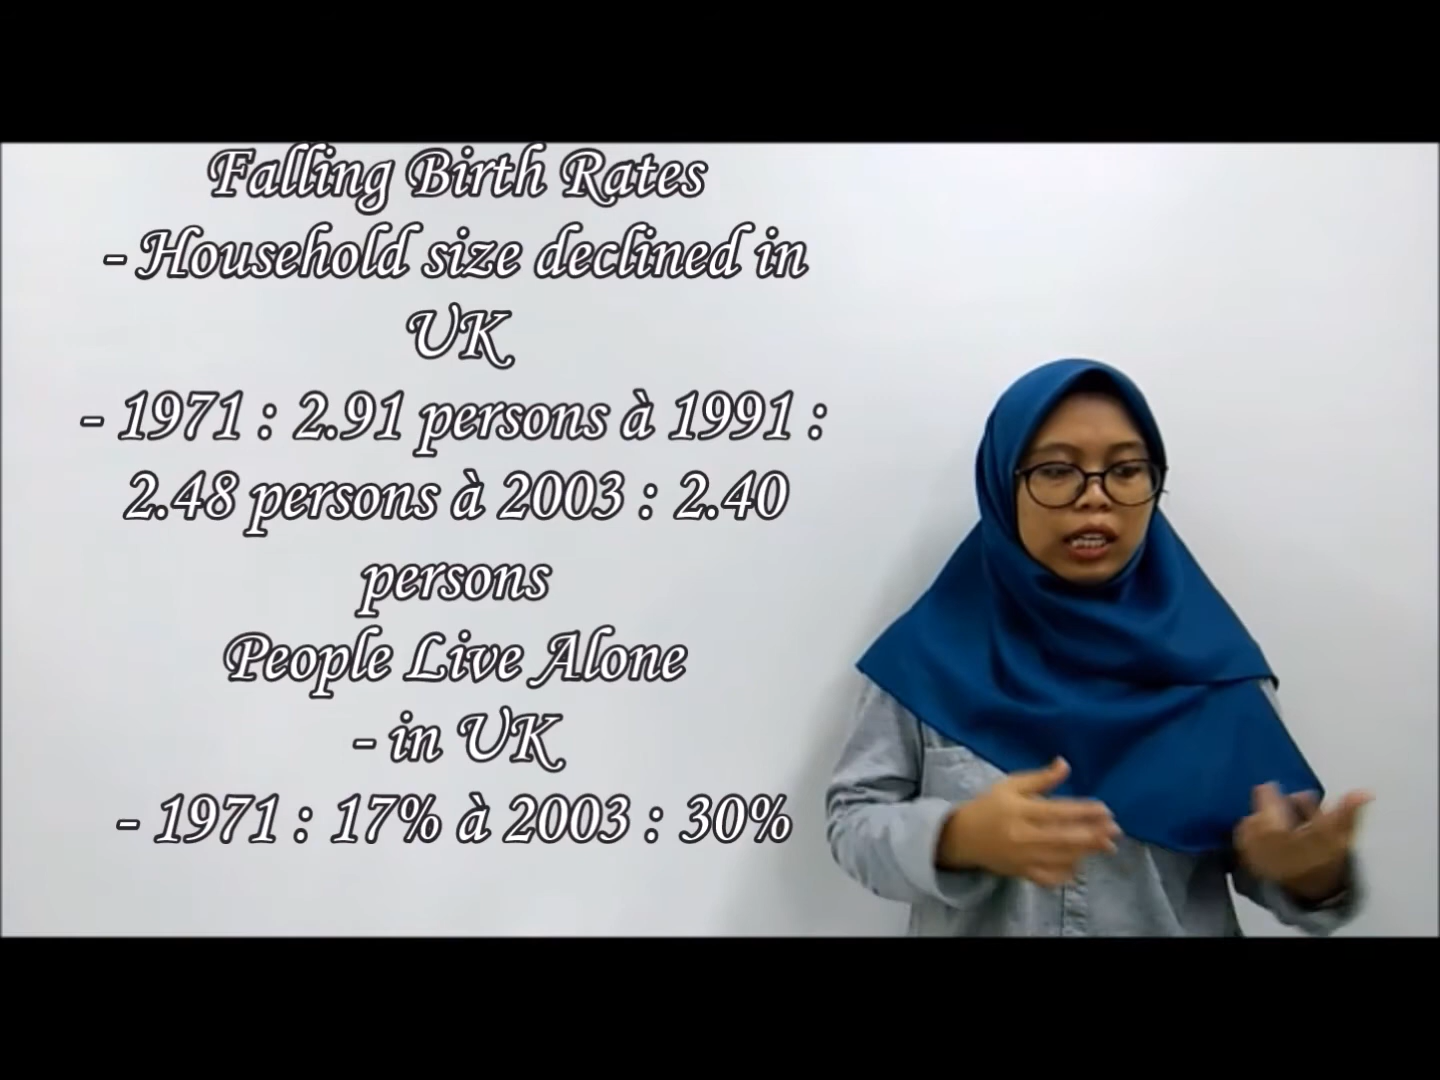 Falling Birth Rates
- Household size declined in
UK
- 1971 : 2.91 persons à 1991 :
2.48 persons à 2003 : 2.40
persons
People Live Alone
- in UK
- 1971 : 17% à 2003 : 30%